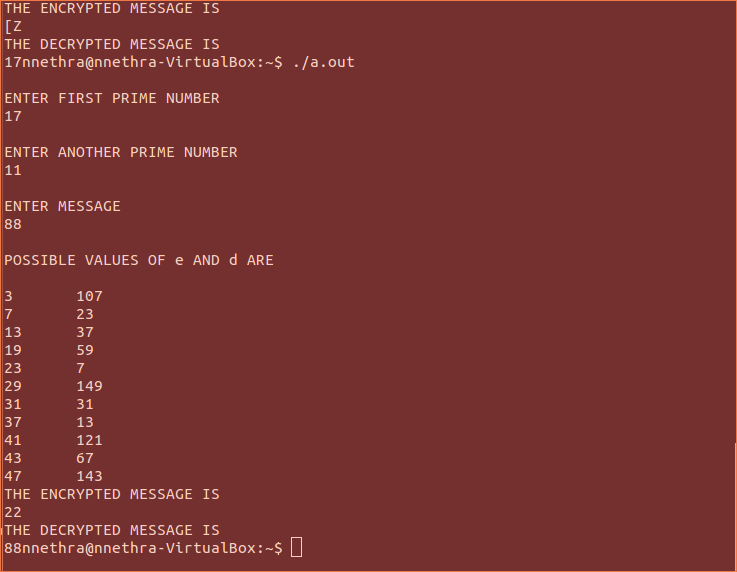 THE ENCRYPTED MESSAGE IS
[Z
THE DECRYPTED MESSAGE IS
17nnethra@nnethra-VirtualBox:~$ ./a.out
ENTER FIRST PRIME NUMBER
17
ENTER ANOTHER PRIME NUMBER
11
ENTER MESSAGE
88
POSSIBLE VALUES OF e AND d ARE
3 107
7 23
13 37
19 59
23 7
29 149
31 31
37 13
41 121
43 67
47 143
THE ENCRYPTED MESSAGE IS
22
THE DECRYPTED MESSAGE IS
88nnethra@nnethra-VirtualBox:~$